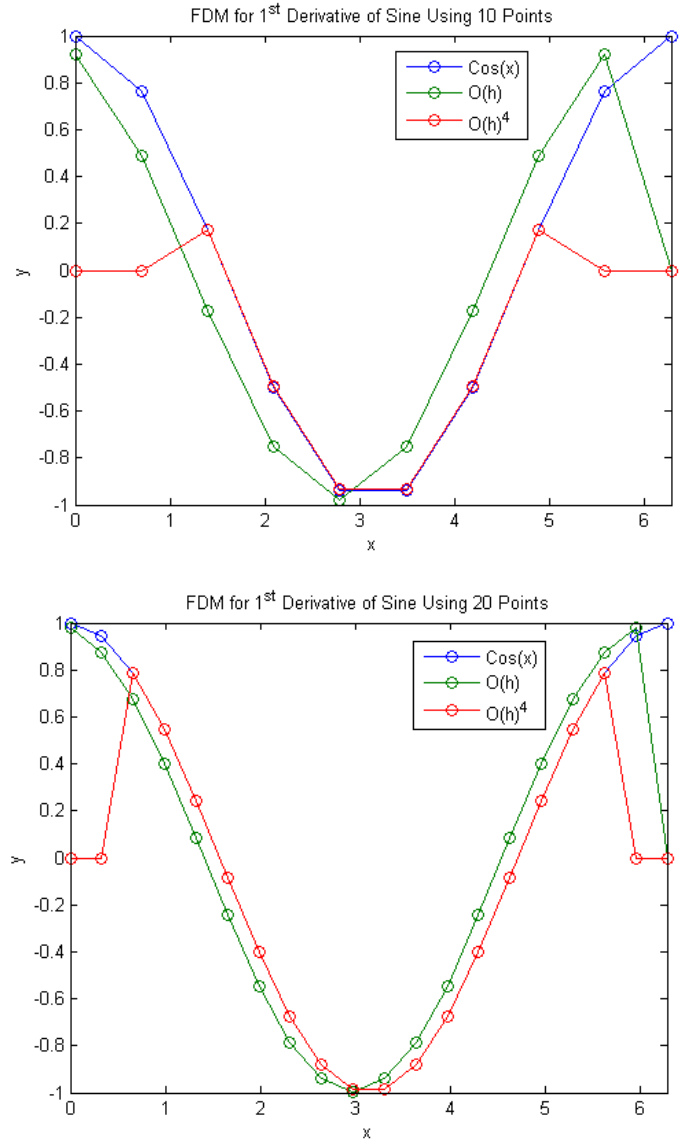 FDM for 1st Derivative of Sine Using 10 Points
1
0.8
0.6
0.4
0.2
0
-0.2
-0.4
-0.6
-0.8
-1
y
Cos(x)
O(h)
O(h)4
0 1 2 3 4 5 6
x
FDM for 1st Derivative of Sine Using 20 Points
1
0.8
0.6
0.4
0.2
0
-0.2
-0.4
-0.6
-0.8
-1
y
Cos(x)
O(h)
O(h)4
0 1 2 3 4 5 6
x